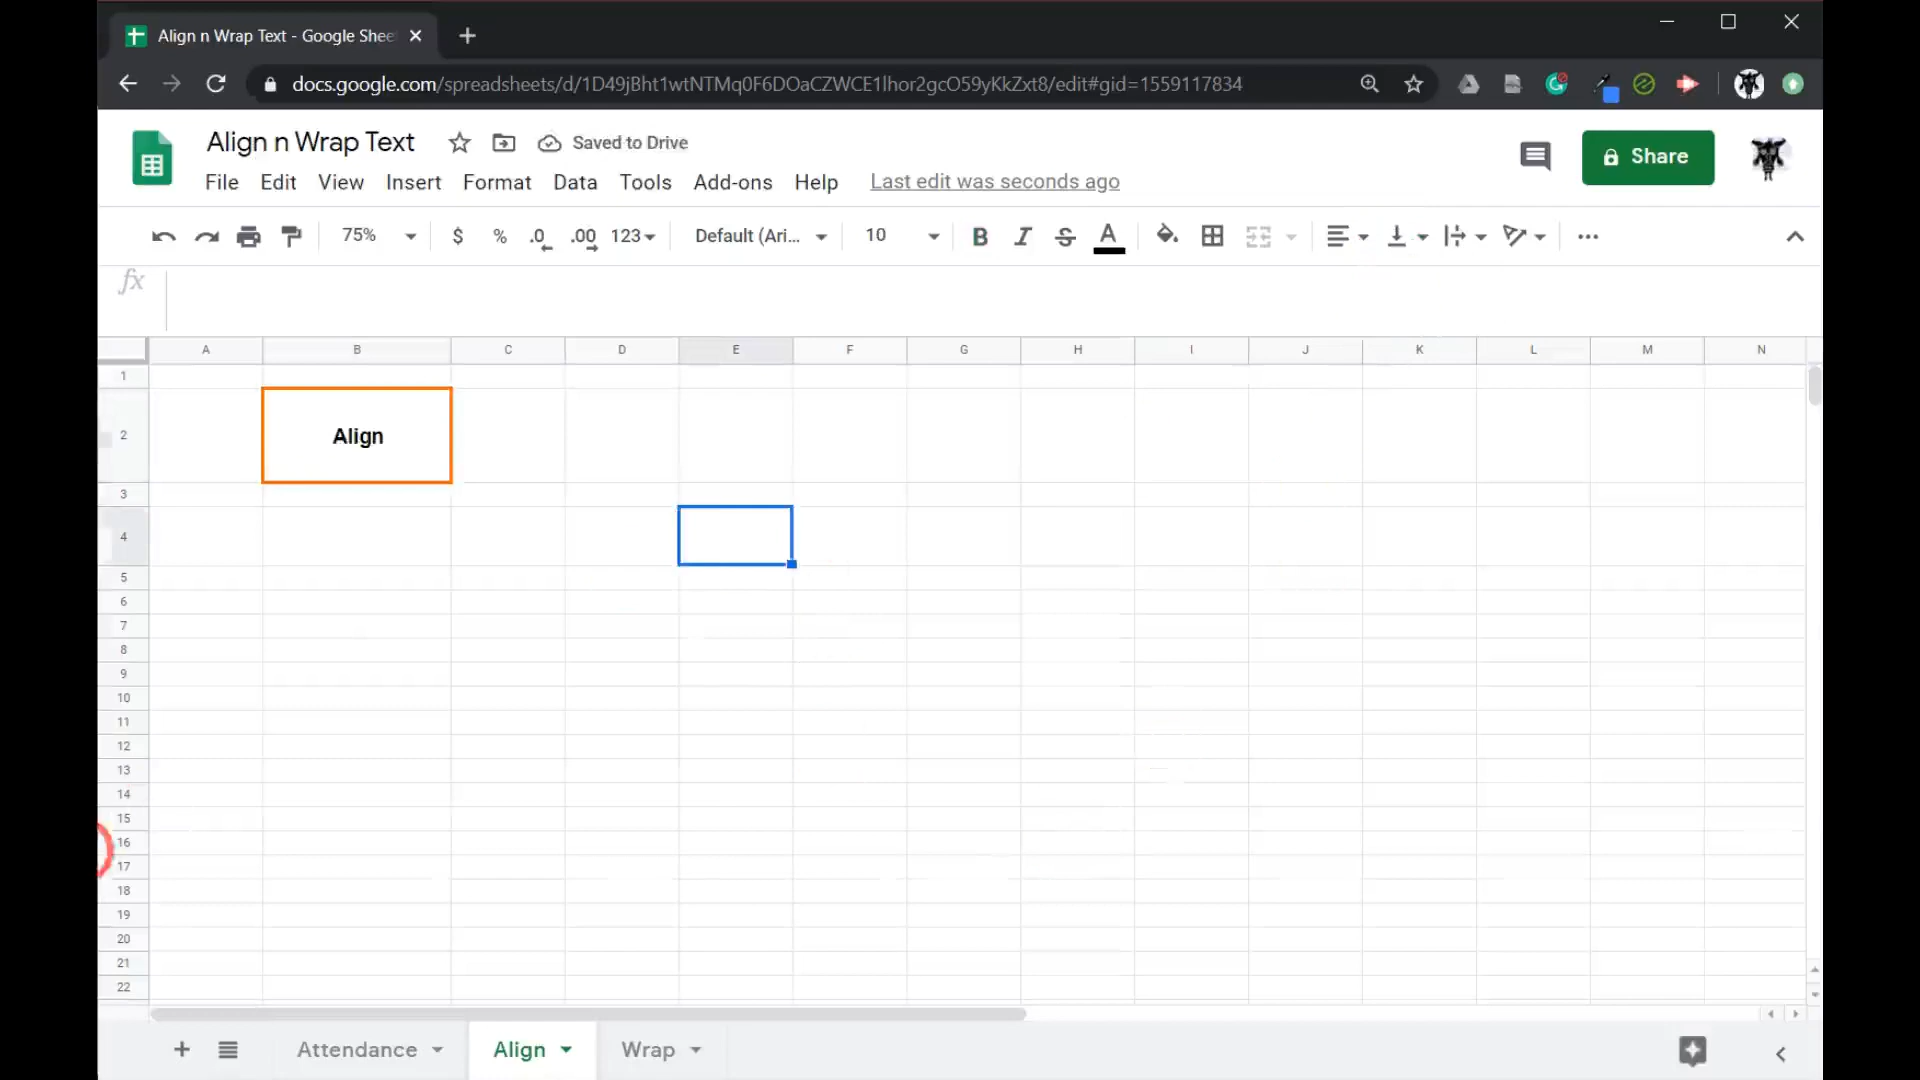 Align n Wrap Text - Google Shee
docs.google.com/spreadsheets/d/1D49jBht1wtNTMq0F6DOaCZWCE1lhor2gcO59yKkZxt8/edit#gid=1559117834
Align n Wrap Text
Saved to Drive
Share
File Edit View Insert Format Data Tools Add-ons Help Last edit was seconds ago
75% $ % .0 .00 123 Default (Ari... 10 B I S A
fx
A B C D E F G H I J K L M N
1
2 Align
3
4
5
6
7
8
9
10
11
12
13
14
15
16
17
18
19
20
21
22
+ Attendance Align Wrap